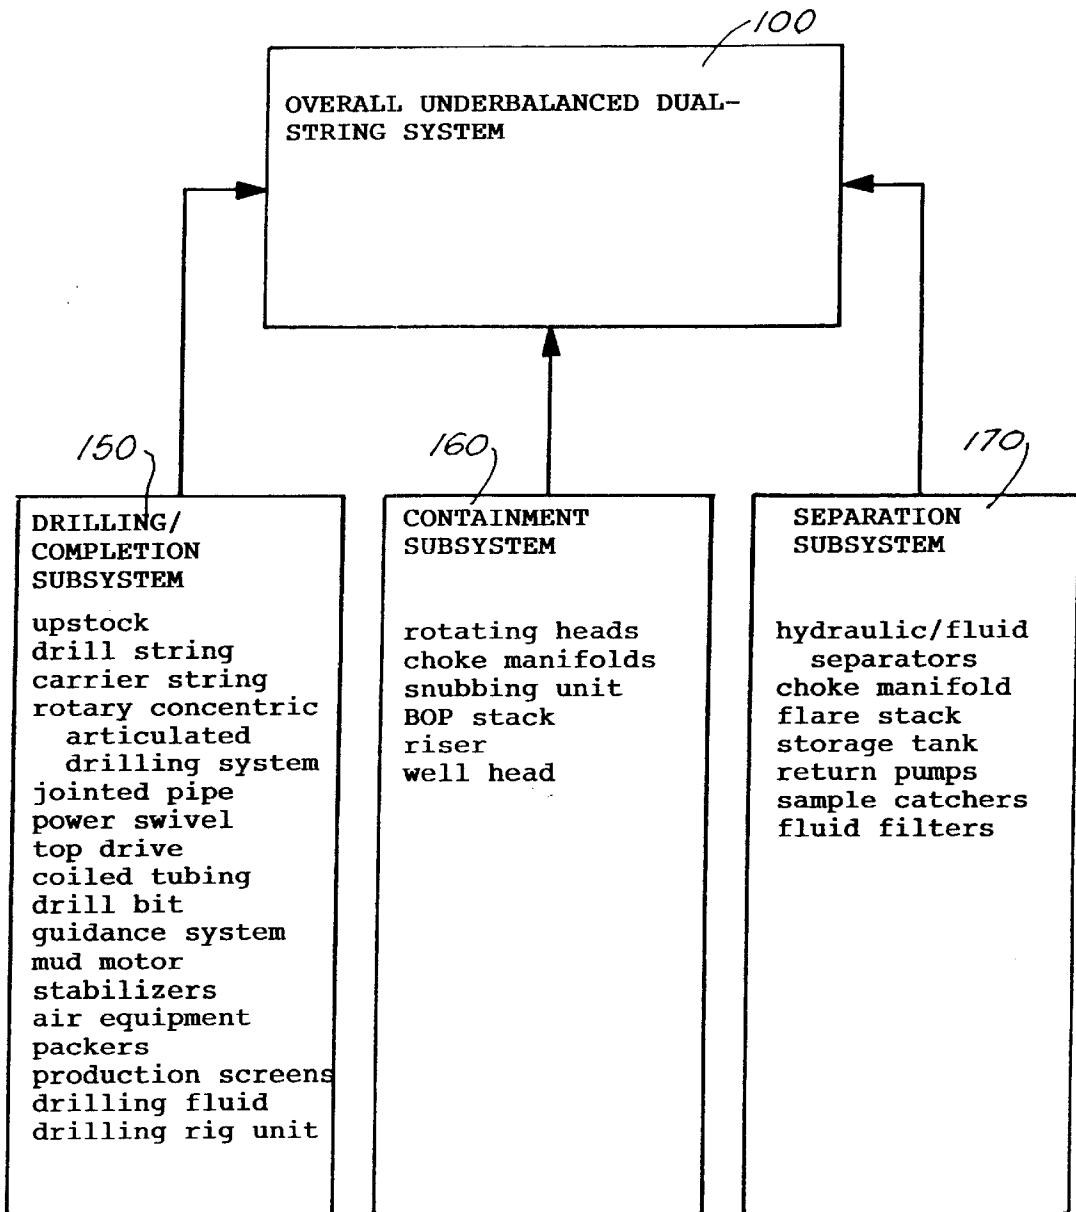 100
OVERALL UNDERBALANCED DUAL-
STRING SYSTEM
150
160
170
DRILLING/
COMPLETION
SUBSYSTEM
upstock
drill string
carrier string
rotary concentric
articulated
drilling system
jointed pipe
power swivel
top drive
coiled tubing
drill bit
guidance system
mud motor
stabilizers
air equipment
packers
production screens
drilling fluid
drilling rig unit
CONTAINMENT
SUBSYSTEM
rotating heads
choke manifolds
snubbing unit
BOP stack
riser
well head
SEPARATION
SUBSYSTEM
hydraulic/fluid
separators
choke manifold
flare stack
storage tank
return pumps
sample catchers
fluid filters